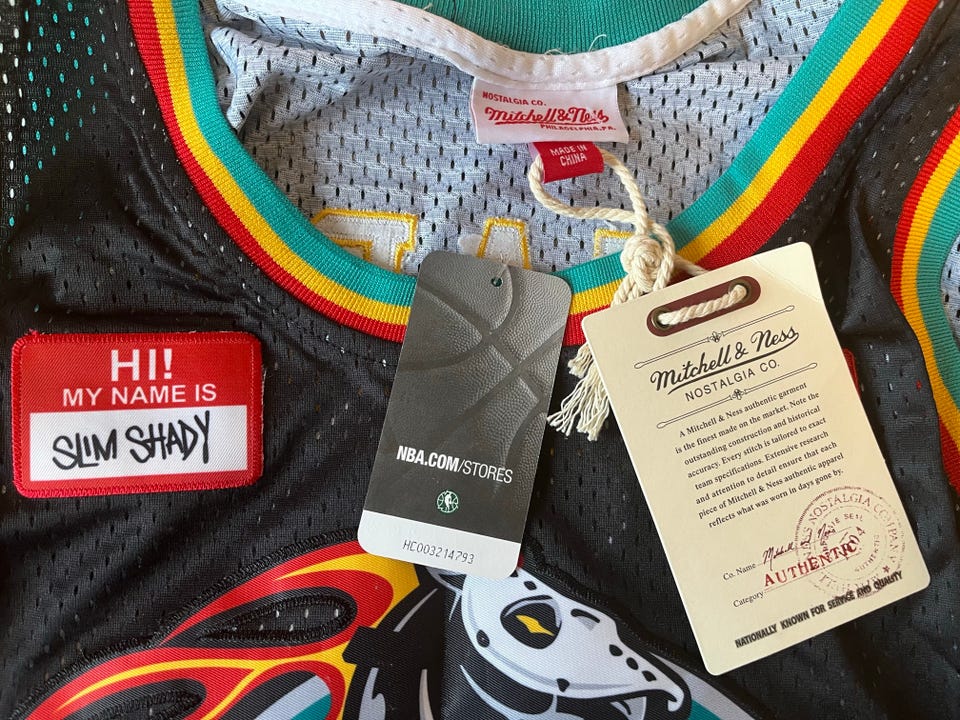 NOSTALGIA CO.
Mitchell & Ness
PHILADELPHIA, PA.
MADE IN
CHINA
HI!
MY NAME IS
SLIM SHADY
NBA.COM/STORES
HC003214793
Mitchell & Ness
NOSTALGIA CO.
A Mitchell & Ness authentic garment
is the finest made on the market. Note the
outstanding construction and historical
accuracy. Every stitch is tailored to exact
team specifications. Extensive research
and attention to detail ensure that each
piece of Mitchell & Ness authentic apparel
reflects what was worn in days gone by.
NOSTALGIA COMPANY
Co. Name
Category
AUTHENTIC
NATIONALLY KNOWN FOR SERVICE AND QUALITY